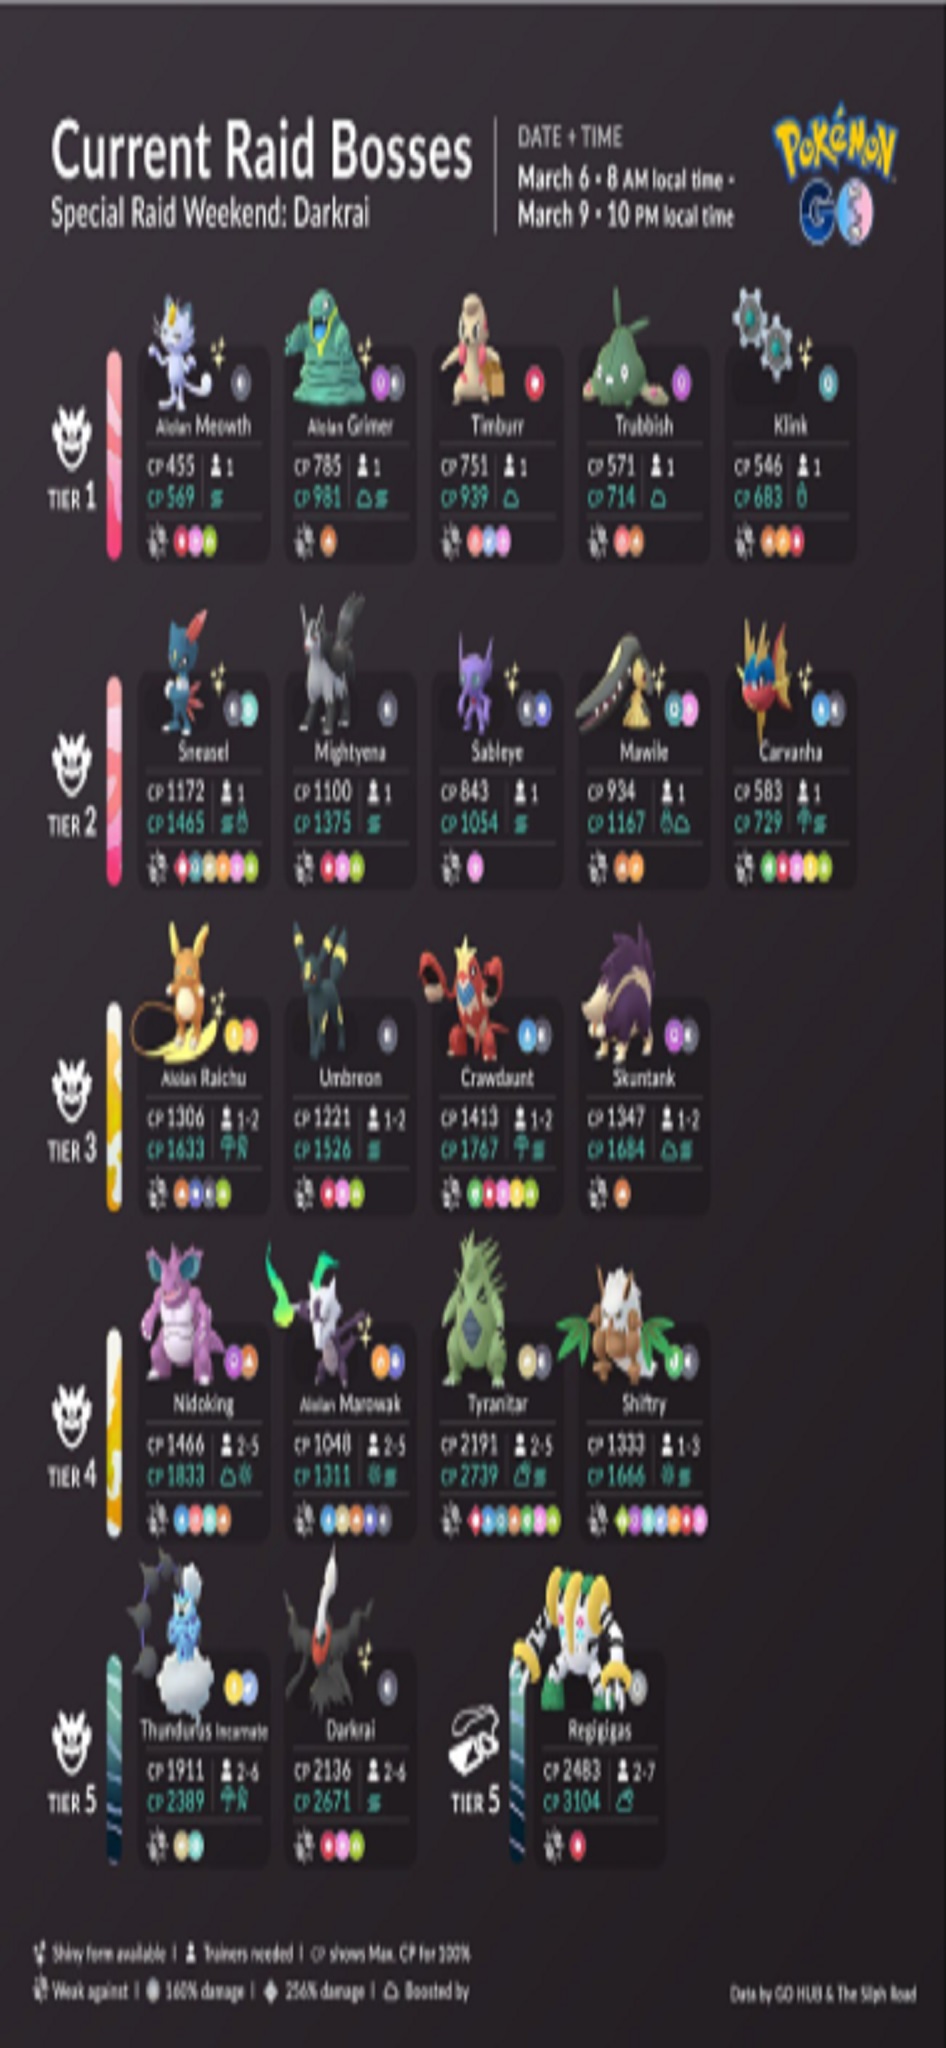 Current Raid Bosses
Special Raid Weekend: Darkrai
DATE + TIME
March 6 · 8 AM local time -
March 9 · 10 PM local time
POKÉMON
GO
TIER 1
Alolan Meowth
CP 455 1
CP 569
Alolan Grimer
CP 785 1
CP 981
Timburr
CP 751 1
CP 939
Trubbish
CP 571 1
CP 714
Klink
CP 546 1
CP 683
TIER 2
Sneasel
CP 1172 1
CP 1465
Mightyena
CP 1100 1
CP 1375
Sableye
CP 843 1
CP 1054
Mawile
CP 934 1
CP 1167
Carvanha
CP 583 1
CP 729
TIER 3
Alolan Raichu
CP 1306 1-2
CP 1633
Umbreon
CP 1221 1-2
CP 1526
Crawdaunt
CP 1413 1-2
CP 1767
Skuntank
CP 1347 1-2
CP 1684
TIER 4
Nidoking
CP 1466 2-5
CP 1833
Alolan Marowak
CP 1048 2-5
CP 1311
Tyranitar
CP 2191 2-5
CP 2739
Shiftry
CP 1333 1-3
CP 1666
TIER 5
Thundurus Incarnate
CP 1911 2-6
CP 2389
Darkrai
CP 2136 2-6
CP 2671
TIER 5
Regigigas
CP 2483 2-7
CP 3104
Shiny form available | Trainers needed | CP shows Max. CP for 100%
Weak against | 160% damage | 256% damage | Boosted by
Data by GO HUB & The Silph Road